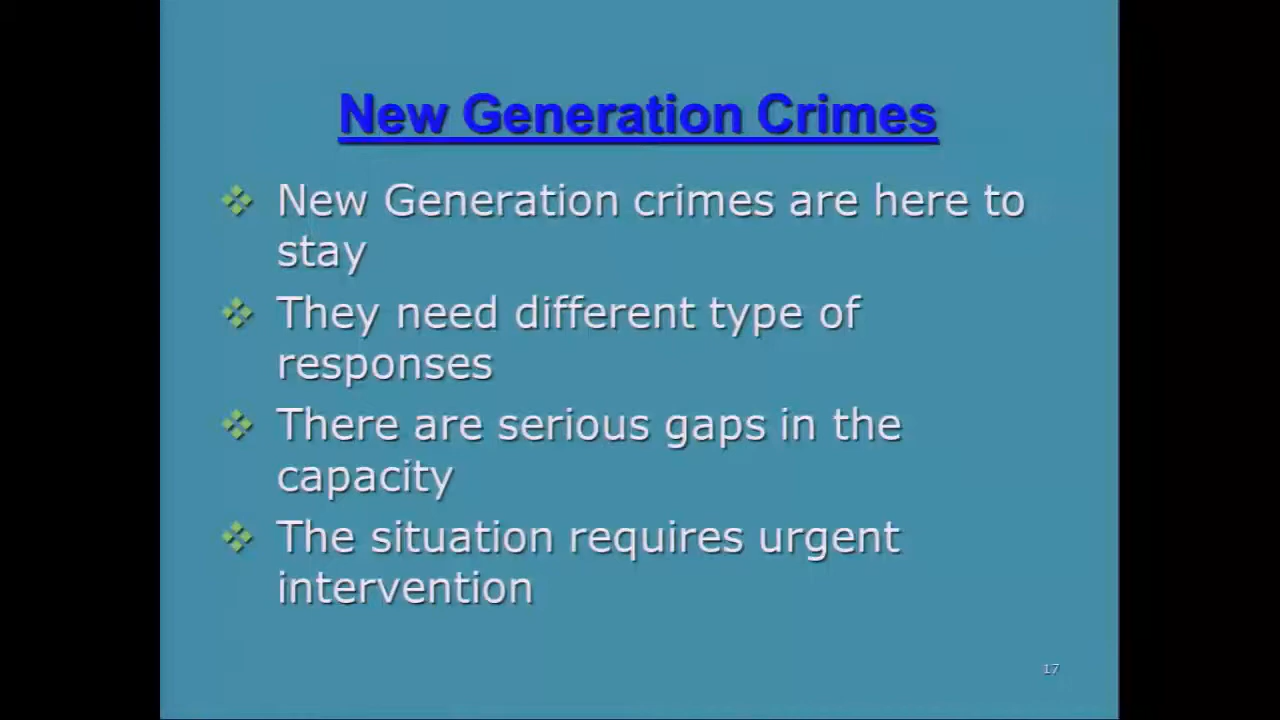 New Generation Crimes
New Generation crimes are here to
stay
They need different type of
responses
There are serious gaps in the
capacity
The situation requires urgent
intervention
17